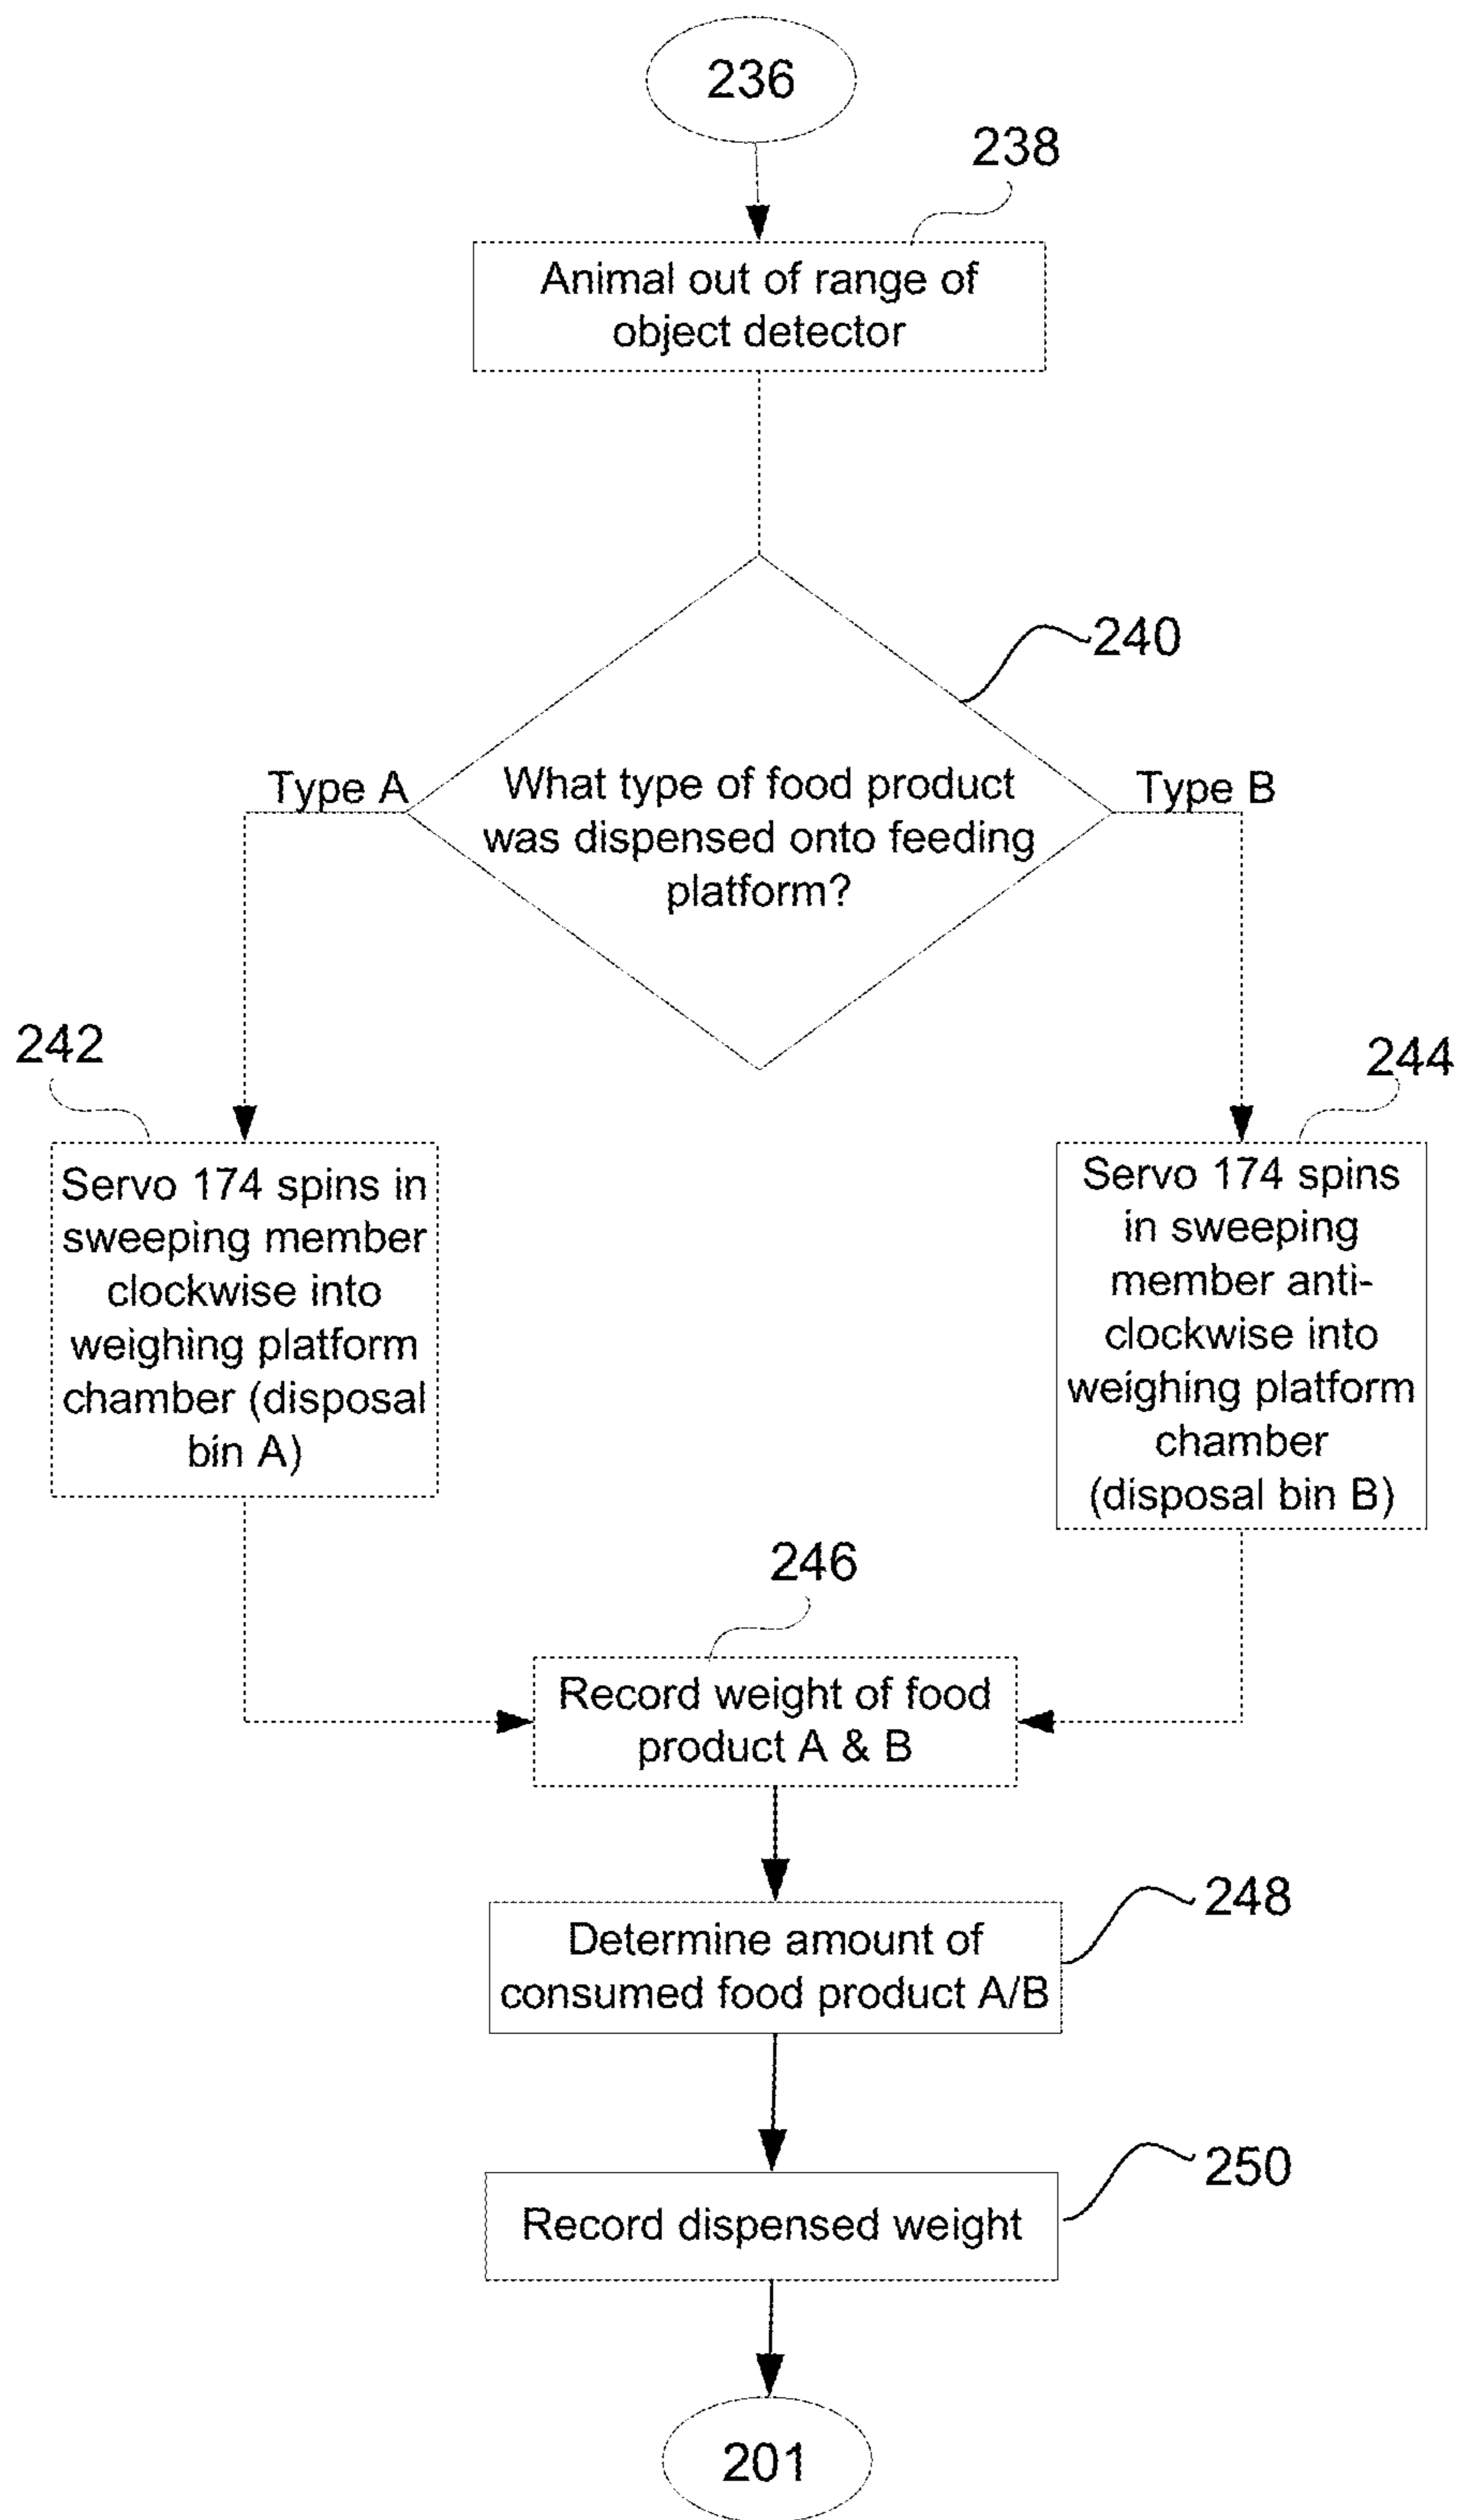 236
238
Animal out of range of
object detector
240
Type A
What type of food product
was dispensed onto feeding
platform?
Type B
242
244
Servo 174 spins in
sweeping member
clockwise into
weighing platform
chamber (disposal
bin A)
Servo 174 spins
in sweeping
member anti-
clockwise into
weighing platform
chamber
(disposal bin B)
246
Record weight of food
product A & B
248
Determine amount of
consumed food product A/B
250
Record dispensed weight
201